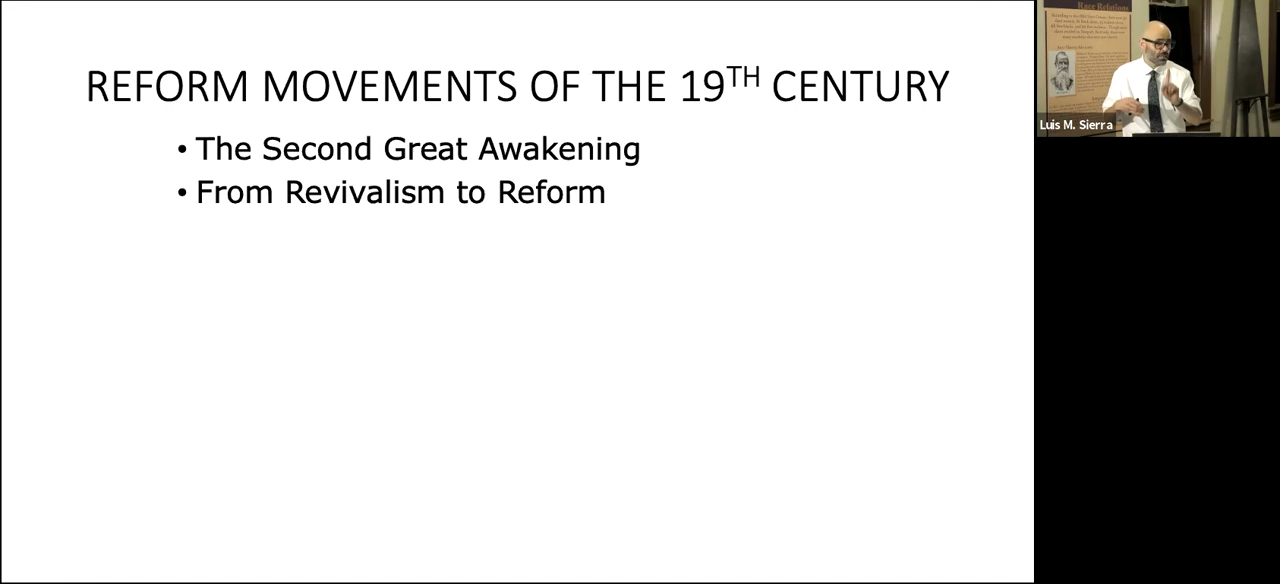 REFORM MOVEMENTS OF THE 19TH CENTURY
• The Second Great Awakening
• From Revivalism to Reform
Race Relations
Luis M. Sierra